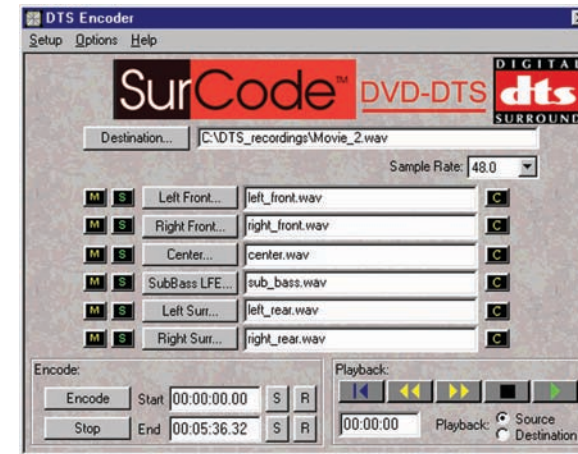 DTS Encoder
Setup Options Help
SurCode™ DVD-DTS
DIGITAL
dts
SURROUND
Destination... C:\DTS_recordings\Movie_2.wav
Sample Rate: 48.0
M S Left Front... left_front.wav C
M S Right Front... right_front.wav C
M S Center... center.wav C
M S SubBass LFE... sub_bass.wav C
M S Left Surr... left_rear.wav C
M S Right Surr... right_rear.wav C
Encode:
Encode Start 00:00:00.00 S R
Stop End 00:05:36.32 S R
Playback:
00:00:00 Playback: Source
Destination